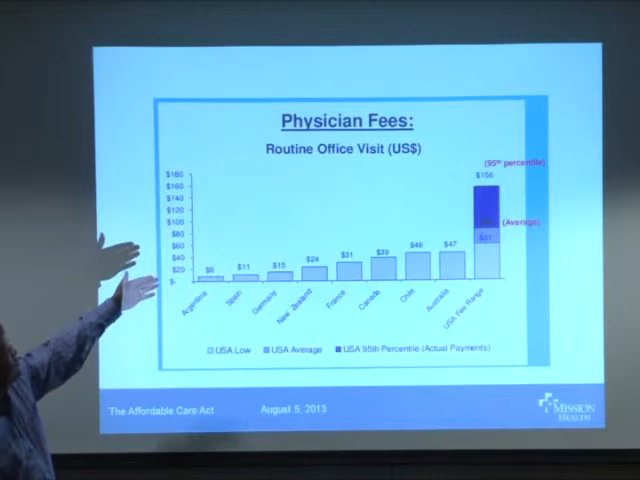 Physician Fees:
Routine Office Visit (US$)
(95th percentile)
$180
$160
$140
$120
$100
$80
$60
$40
$20
$-
$156
(Average)
$61
$8
$11
$15
$24
$31
$39
$46
$47
Argentina
Spain
Germany
New Zealand
France
Canada
Chile
Australia
USA Fee Range
USA Low
USA Average
USA 95th Percentile (Actual Payments)
The Affordable Care Act
August 5, 2013
MISSION
HEALTH